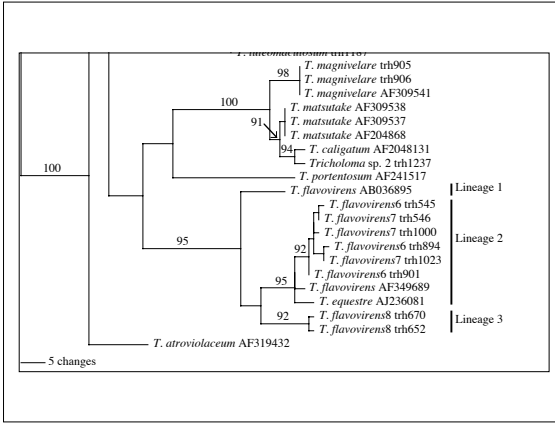 T. magnivelare trh905
98
T. magnivelare trh906
T. magnivelare AF309541
100
T. matsutake AF309538
91
T. matsutake AF309537
T. matsutake AF204868
94
T. caligatum AF2048131
Tricholoma sp. 2 trh1237
100
T. portentosum AF241517
T. flavovirens AB036895
Lineage 1
T. flavovirens6 trh545
T. flavovirens7 trh546
T. flavovirens7 trh1000
Lineage 2
95
92
T. flavovirens6 trh894
T. flavovirens7 trh1023
T. flavovirens6 trh901
95
T. flavovirens AF349689
T. equestre AJ236081
92
T. flavovirens8 trh670
Lineage 3
T. flavovirens8 trh652
T. atroviolaceum AF319432
5 changes